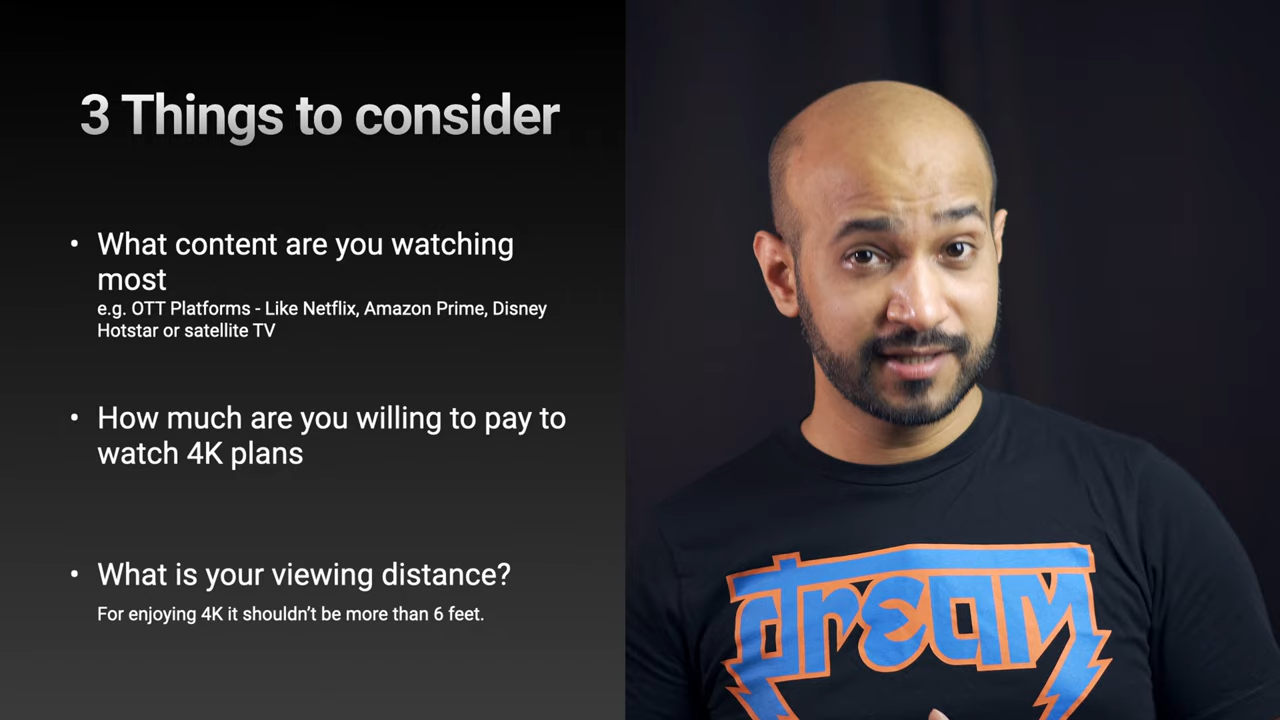 3 Things to consider
• What content are you watching
most
e.g. OTT Platforms - Like Netflix, Amazon Prime, Disney
Hotstar or satellite TV
• How much are you willing to pay to
watch 4K plans
• What is your viewing distance?
For enjoying 4K it shouldn’t be more than 6 feet.
dream